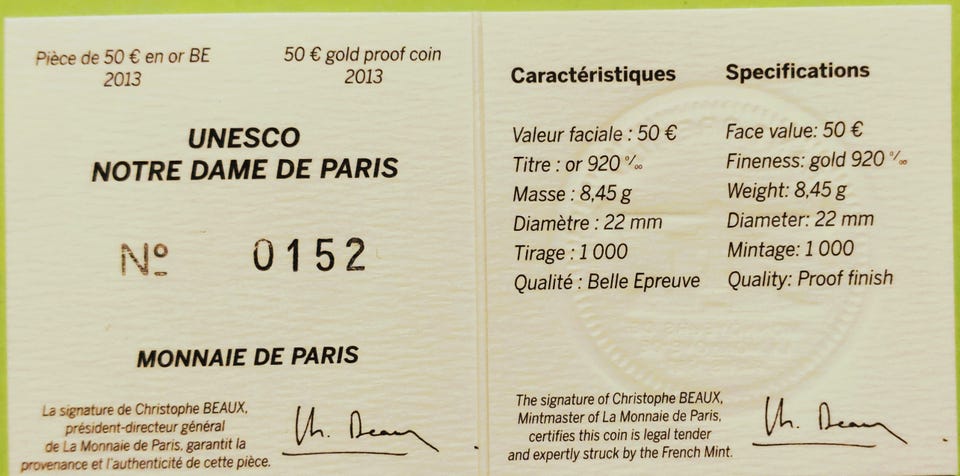 Pièce de 50 € en or BE
2013
50 € gold proof coin
2013
UNESCO
NOTRE DAME DE PARIS
Nº 0152
MONNAIE DE PARIS
La signature de Christophe BEAUX,
président-directeur général
de La Monnaie de Paris, garantit la
provenance et l'authenticité de cette pièce.
Caractéristiques
Valeur faciale : 50 €
Titre : or 920 ‰
Masse : 8,45 g
Diamètre : 22 mm
Tirage : 1 000
Qualité : Belle Epreuve
Specifications
Face value: 50 €
Fineness: gold 920 ‰
Weight: 8,45 g
Diameter: 22 mm
Mintage: 1 000
Quality: Proof finish
The signature of Christophe BEAUX,
Mintmaster of La Monnaie de Paris,
certifies this coin is legal tender
and expertly struck by the French Mint.